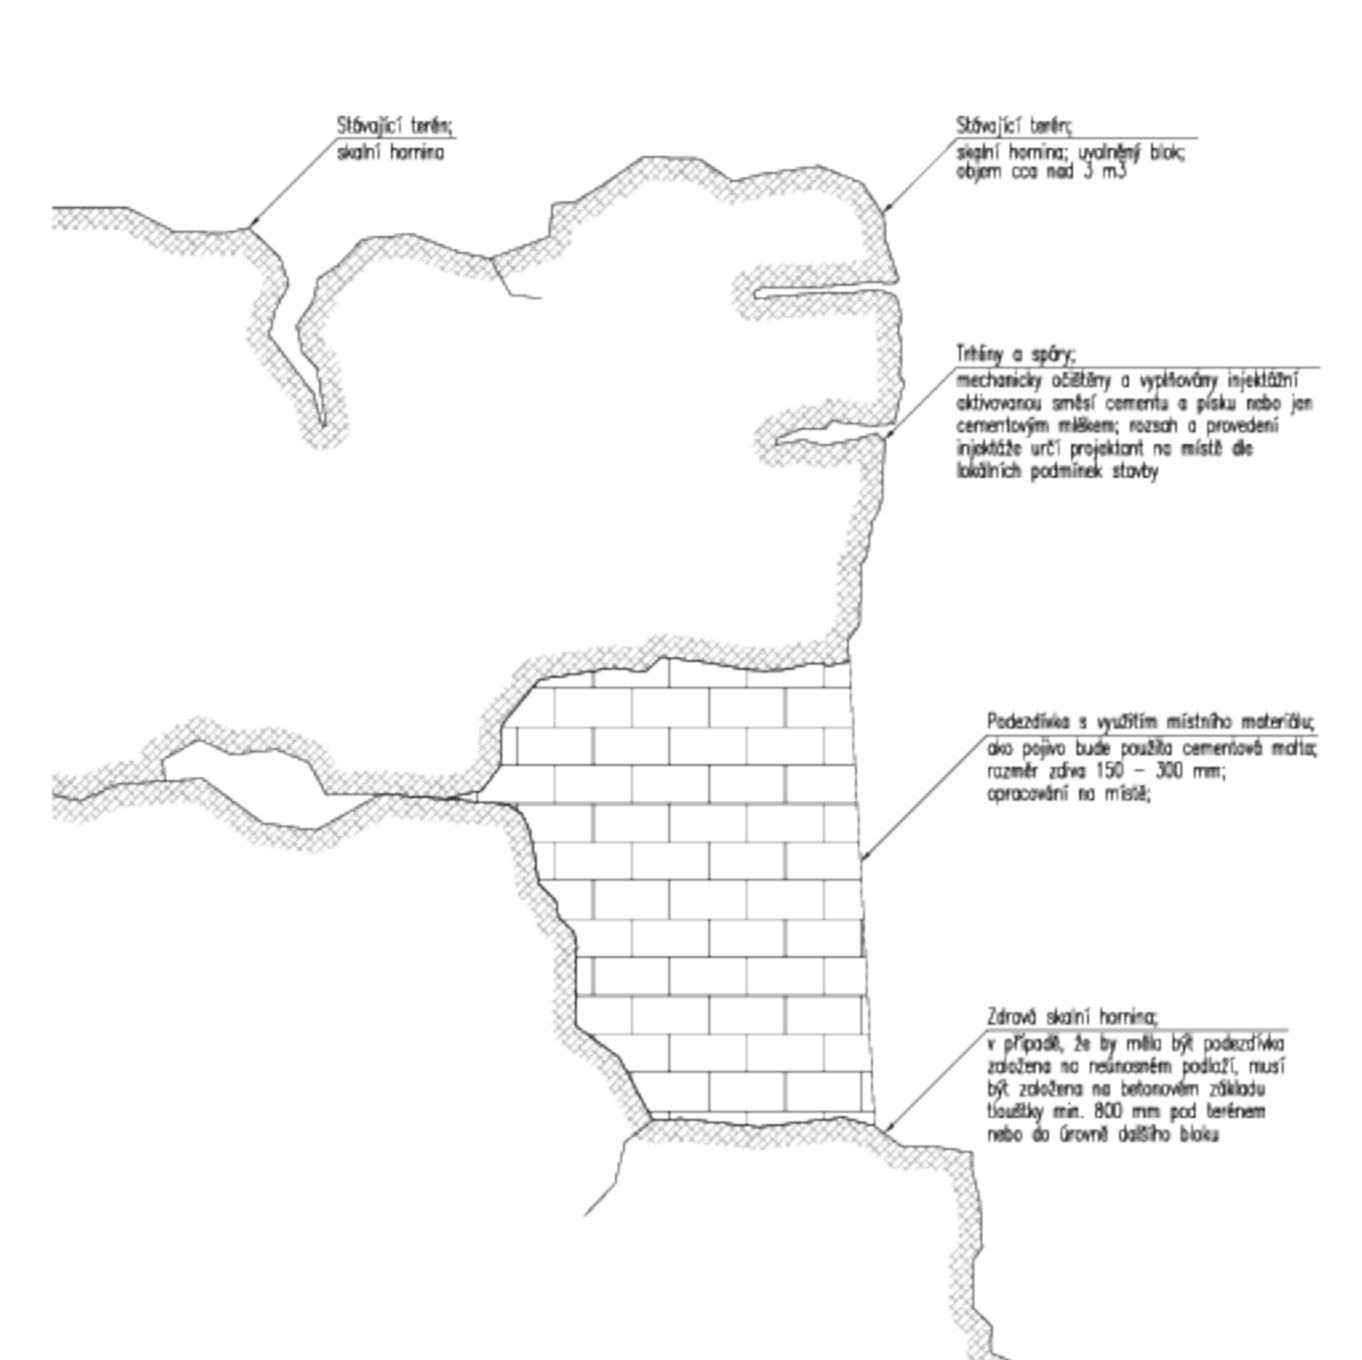 Stávající terén;
skalní hornina
Stávající terén;
skalní hornina; uvolněný blok;
objem cca nad 3 m3
Trhliny a spáry;
mechanicky očištěny a vyplňovány injektážní
aktivovanou směsí cementu a písku nebo jen
cementovým mlékem; rozsah a provedení
injektáže určí projektant na místě dle
lokálních podmínek stavby
Podezdívka s využitím místního materiálu;
ako pojivo bude použita cementová malta;
rozměr zdiva 150 – 300 mm;
opracování na místě;
Zdravá skalní hornina;
v případě, že by měla být podezdívka
založena na neúnosném podloží, musí
být založena na betonovém základu
tloušťky min. 800 mm pod terénem
nebo do úrovně dalšího bloku